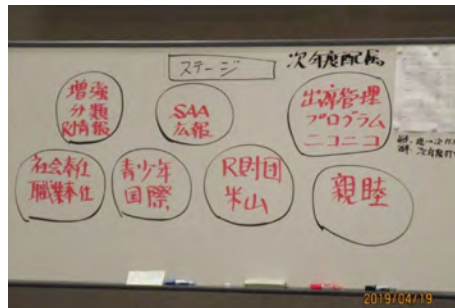 ステージ
次年度配席
増強
分類
R情報
SAA
広報
出席管理
プログラム
ニコニコ
社会奉仕
職業奉仕
青少年
国際
R財団
米山
親睦
2019/04/19